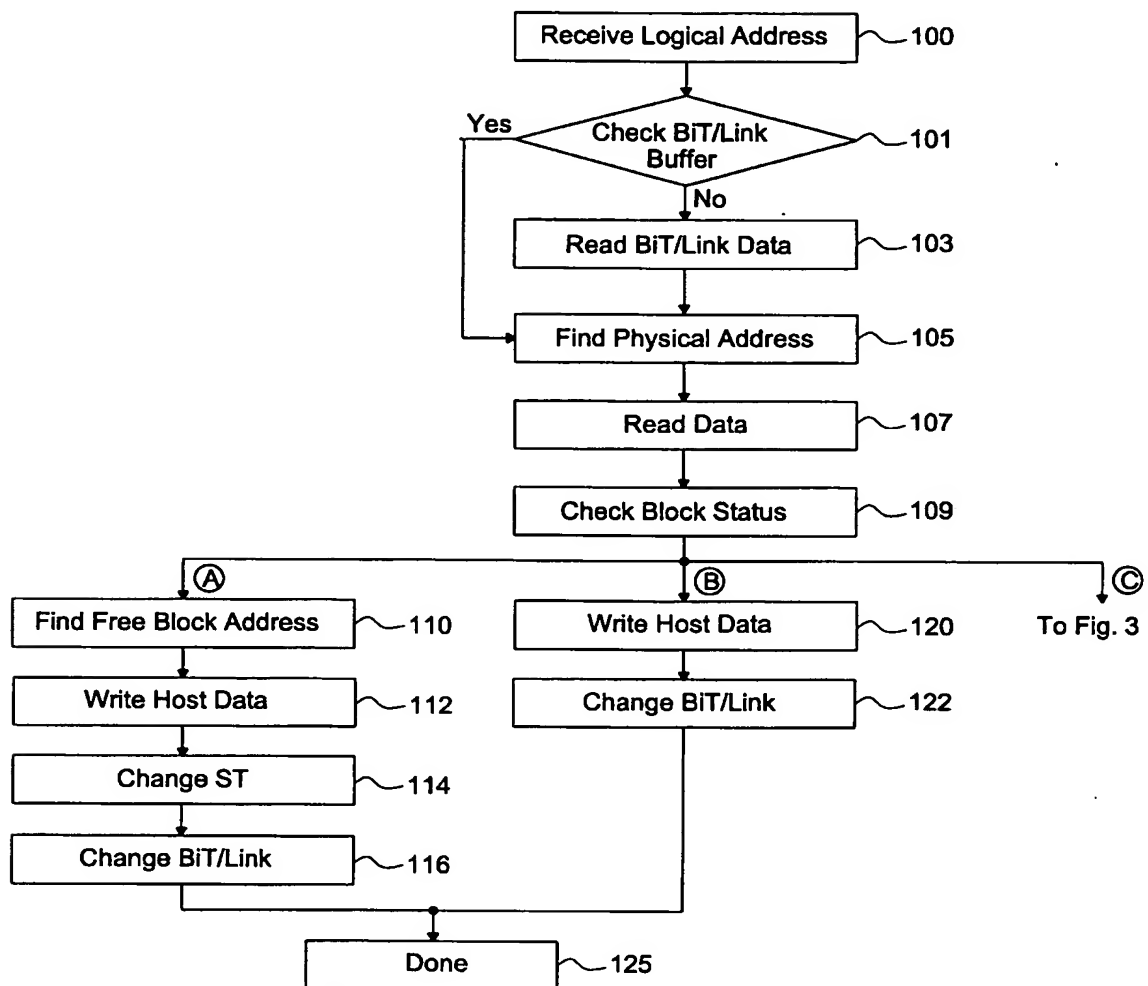 Receive Logical Address 100
Yes
Check BiT/Link
Buffer
101
No
Read BiT/Link Data 103
Find Physical Address 105
Read Data 107
Check Block Status 109
A B C
Find Free Block Address 110
Write Host Data 120
To Fig. 3
Write Host Data 112
Change BiT/Link 122
Change ST 114
Change BiT/Link 116
Done 125